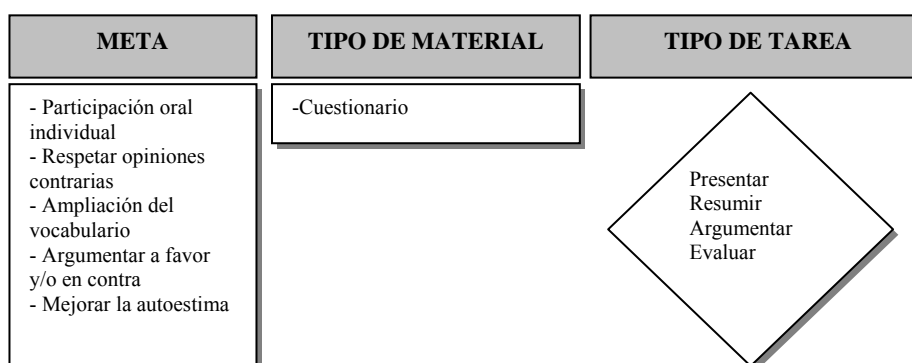 META
TIPO DE MATERIAL
TIPO DE TAREA
- Participación oral
individual
- Respetar opiniones
contrarias
- Ampliación del
vocabulario
- Argumentar a favor
y/o en contra
- Mejorar la autoestima
-Cuestionario
Presentar
Resumir
Argumentar
Evaluar